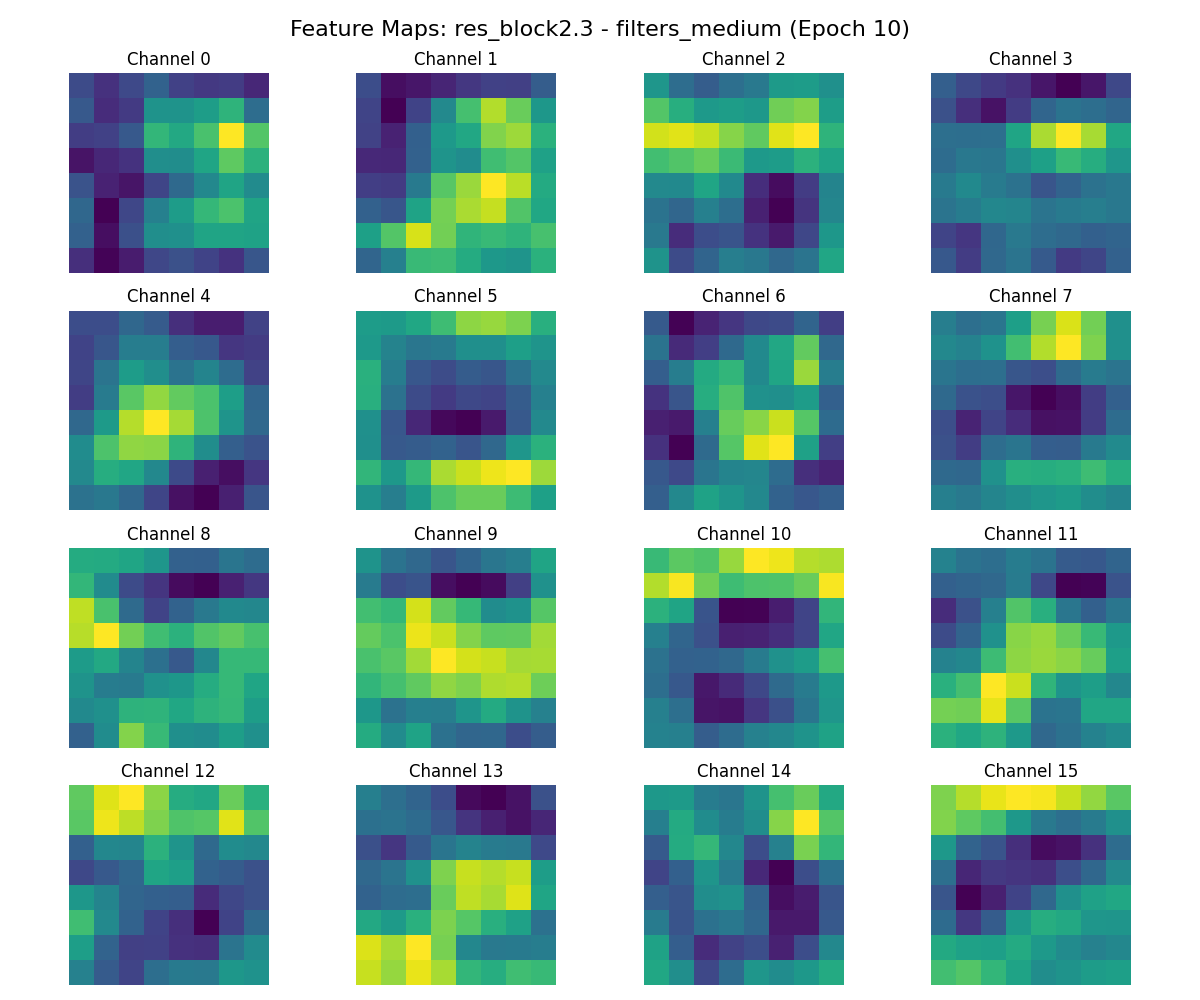 Feature Maps: res_block2.3 - filters_medium (Epoch 10)
Channel 0
Channel 1
Channel 2
Channel 3
Channel 4
Channel 5
Channel 6
Channel 7
Channel 8
Channel 9
Channel 10
Channel 11
Channel 12
Channel 13
Channel 14
Channel 15